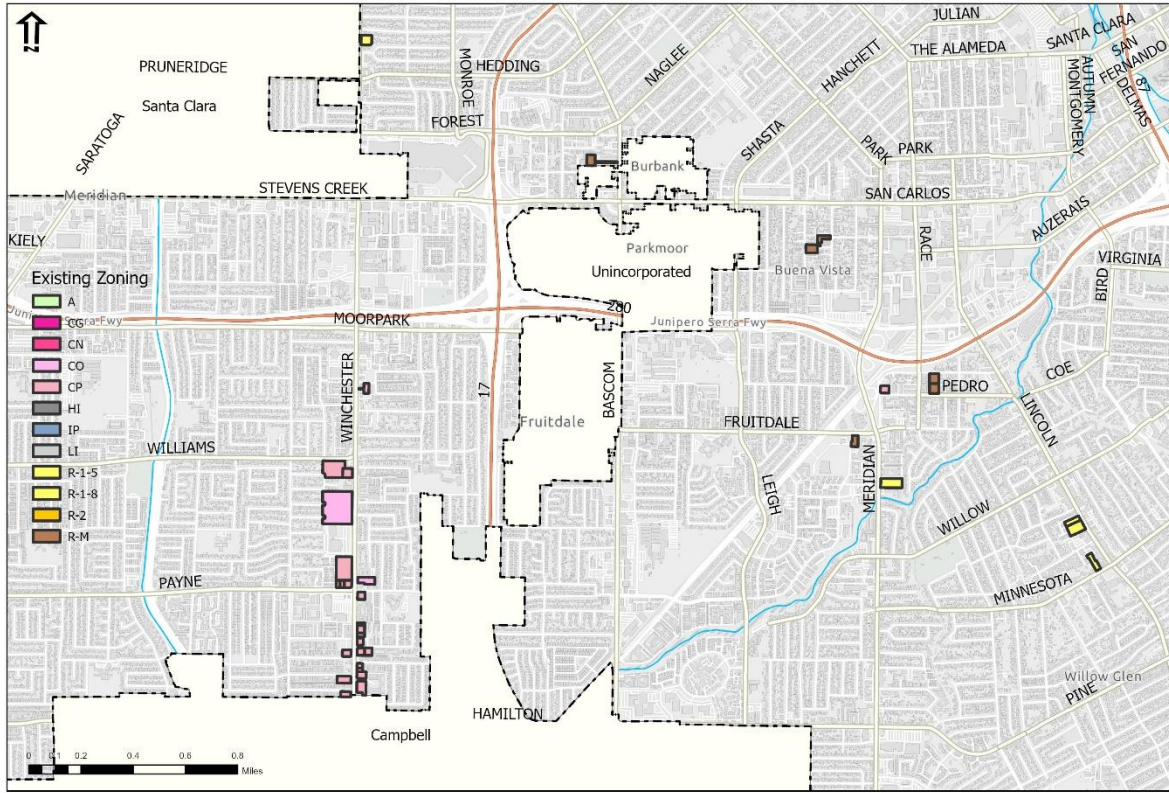 N
JULIAN
SANTA CLARA
THE ALAMEDA
SAN
FERNANDO
PRUNERIDGE
MONROE
HEDDING
NAGLEE
HANCHETT
AUTUMN
MONTGOMERY
87
DELMAS
Santa Clara
SARATOGA
FOREST
SHASTA
PARK
PARK
Burbank
Meridian
STEVENS CREEK
SAN CARLOS
KIELY
AUZERAIS
RACE
Parkmoor
Unincorporated
Buena Vista
VIRGINIA
BIRD
Existing Zoning
A
CG
CN
CO
CP
HI
IP
LI
R-1-5
R-1-8
R-2
R-M
Serra Fwy
MOORPARK
280
Junipero Serra Fwy
WINCHESTER
17
BASCOM
PEDRO
COE
LINCOLN
Fruitdale
FRUITDALE
WILLIAMS
LEIGH
MERIDIAN
WILLOW
PAYNE
MINNESOTA
Willow Glen
PINE
HAMILTON
Campbell
0 0.1 0.2 0.4 0.6 0.8
Miles